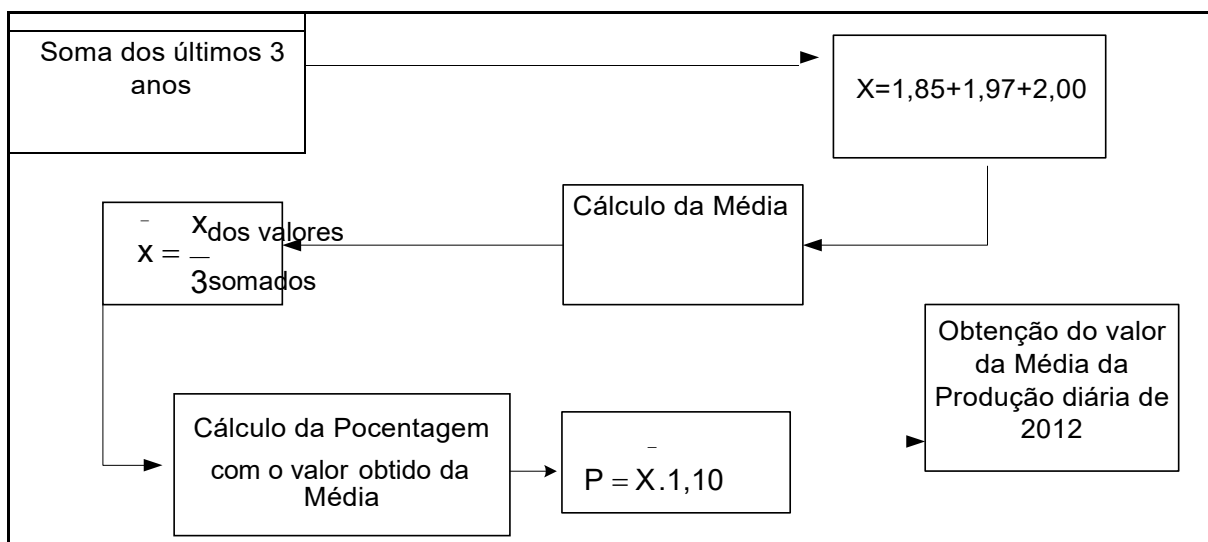 Soma dos últimos 3
anos
X=1,85+1,97+2,00
Cálculo da Média
x̄ = x/3
dos valores
somados
Cálculo da Pocentagem
com o valor obtido da
Média
P = X̄.1,10
Obtenção do valor
da Média da
Produção diária de
2012